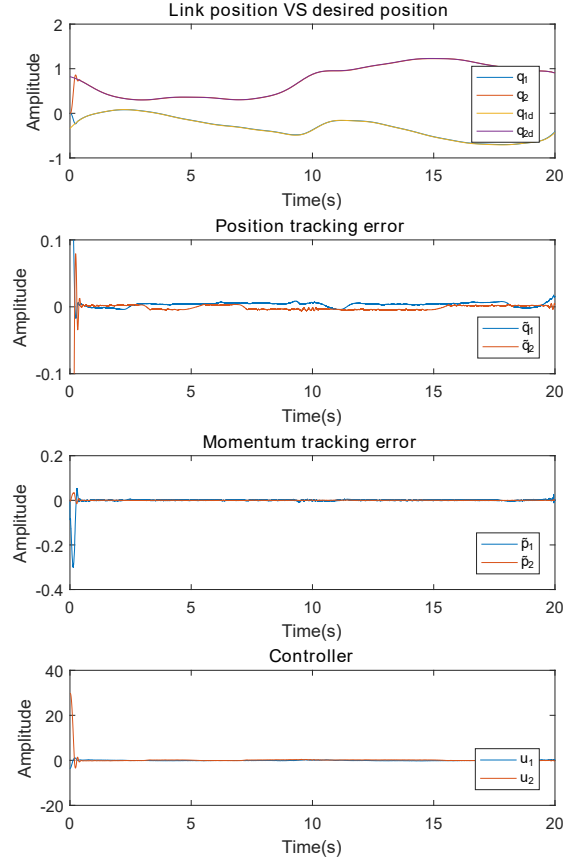 Link position VS desired position
Amplitude
2
1
0
-1
q1
q2
q1d
q2d
0 5 10 15 20
Time(s)
Position tracking error
Amplitude
0.1
0
-0.1
q̃1
q̃2
0 5 10 15 20
Time(s)
Momentum tracking error
Amplitude
0.2
0
-0.2
-0.4
p̃1
p̃2
0 5 10 15 20
Time(s)
Controller
Amplitude
40
20
0
-20
u1
u2
0 5 10 15 20
Time(s)